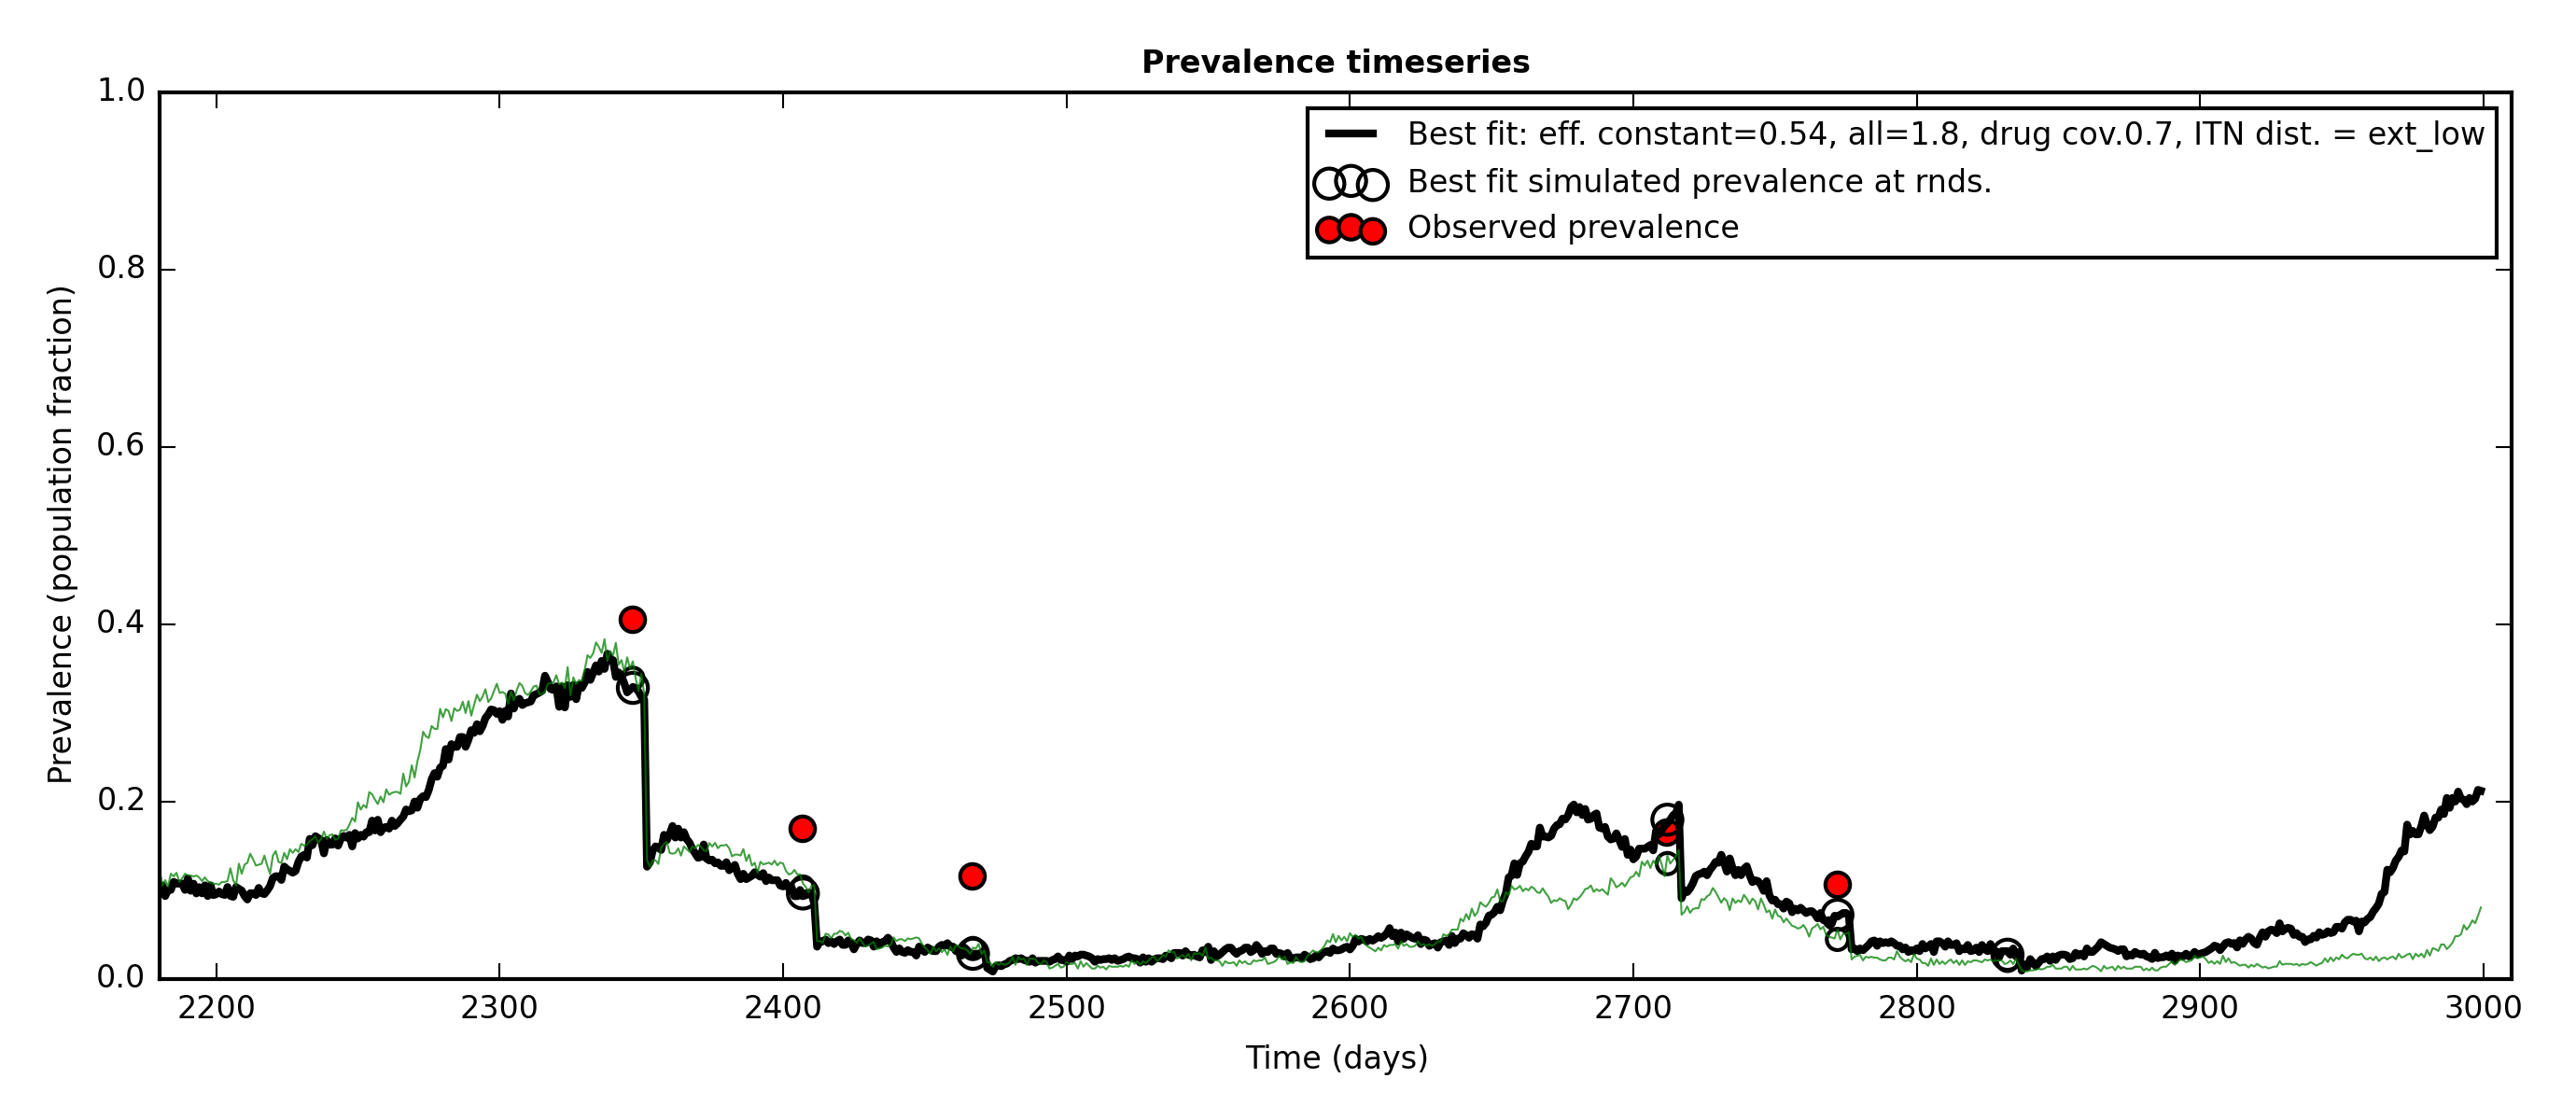 Prevalence timeseries
1.0
0.8
0.6
0.4
0.2
0.0
Prevalence (population fraction)
Best fit: eff. constant=0.54, all=1.8, drug cov.0.7, ITN dist. = ext_low
Best fit simulated prevalence at rnds.
Observed prevalence
2200 2300 2400 2500 2600 2700 2800 2900 3000
Time (days)